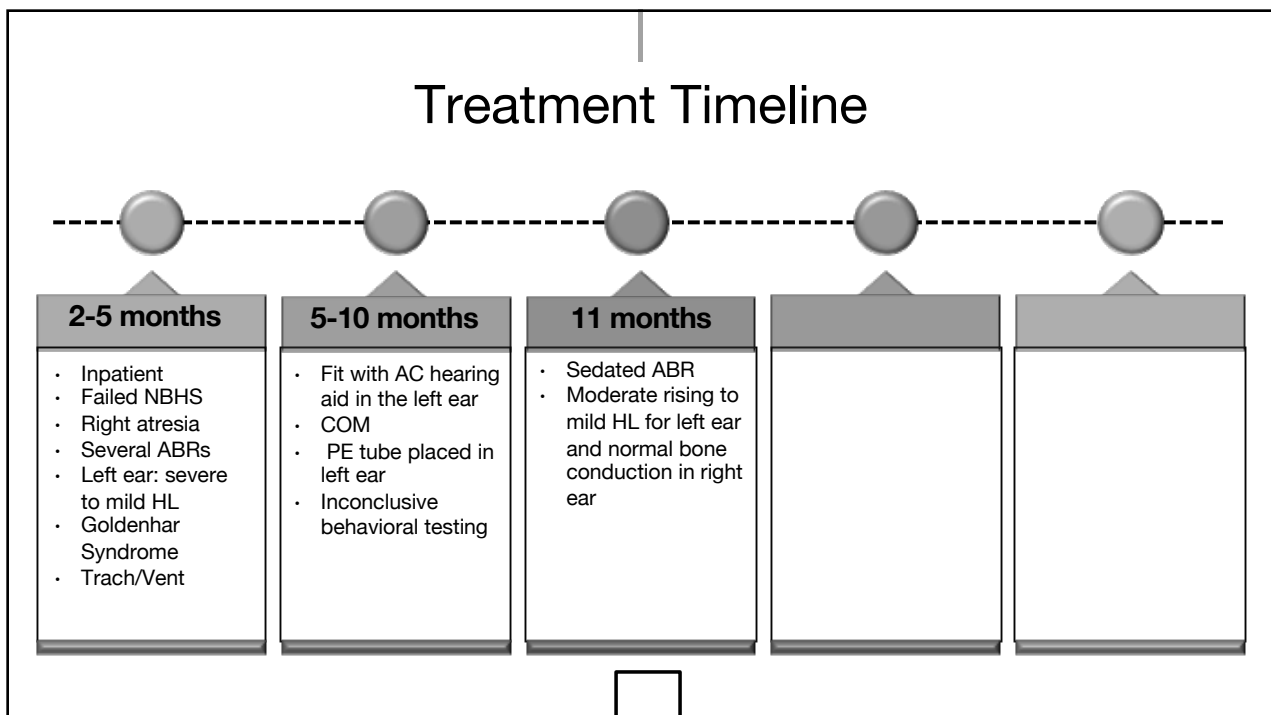 Treatment Timeline
2-5 months
· Inpatient
· Failed NBHS
· Right atresia
· Several ABRs
· Left ear: severe
to mild HL
· Goldenhar
Syndrome
· Trach/Vent
5-10 months
· Fit with AC hearing
aid in the left ear
· COM
· PE tube placed in
left ear
· Inconclusive
behavioral testing
11 months
· Sedated ABR
· Moderate rising to
mild HL for left ear
and normal bone
conduction in right
ear